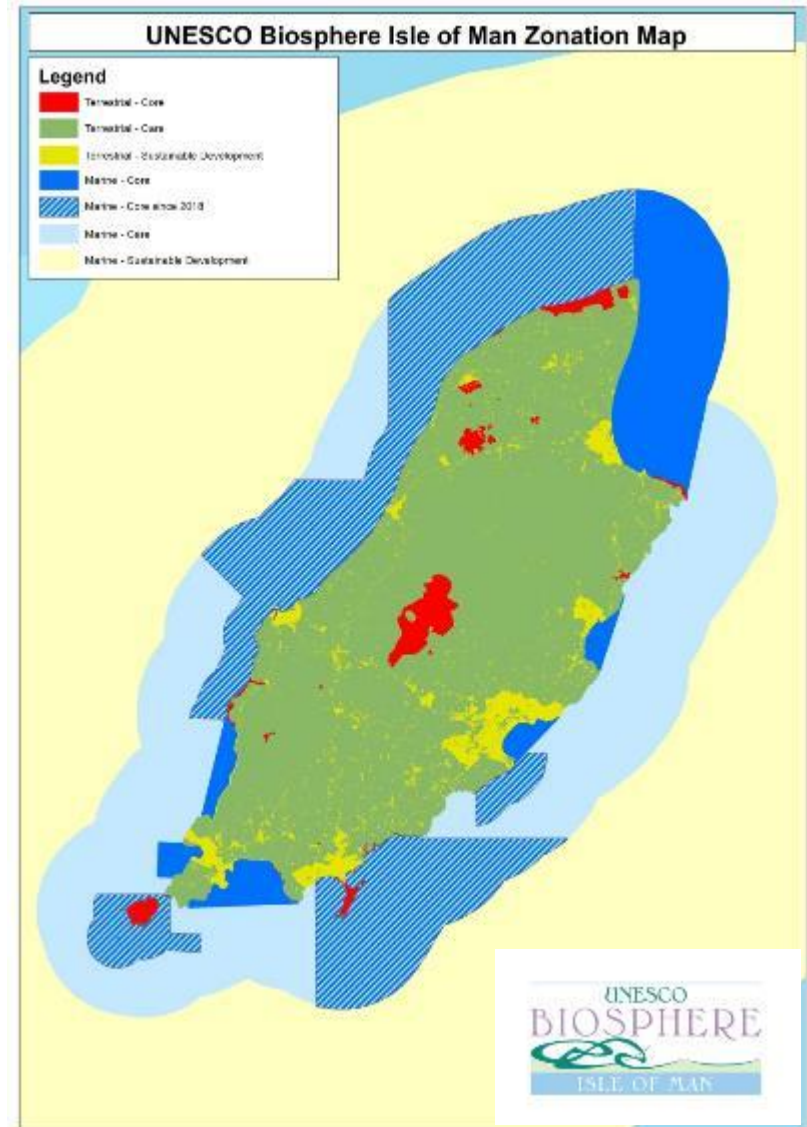 UNESCO Biosphere Isle of Man Zonation Map
Legend
Terrestrial - Core
Terrestrial - Care
Terrestrial - Sustainable Development
Marine - Core
Marine - Core since 2018
Marine - Care
Marine - Sustainable Development
UNESCO
BIOSPHERE
ISLE OF MAN